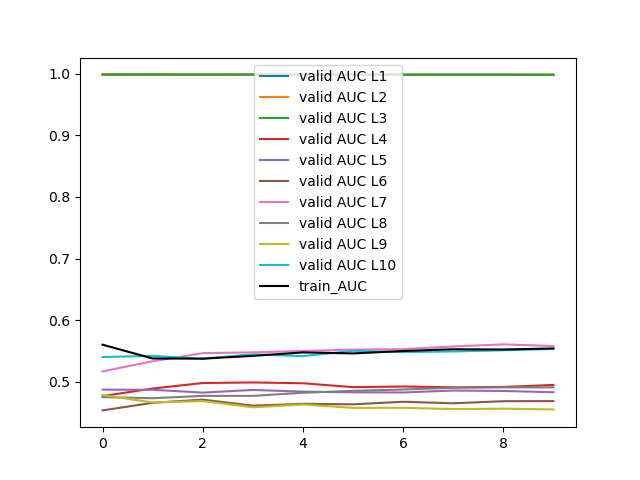 1.0
0.9
0.8
0.7
0.6
0.5
valid AUC L1
valid AUC L2
valid AUC L3
valid AUC L4
valid AUC L5
valid AUC L6
valid AUC L7
valid AUC L8
valid AUC L9
valid AUC L10
train_AUC
0 2 4 6 8